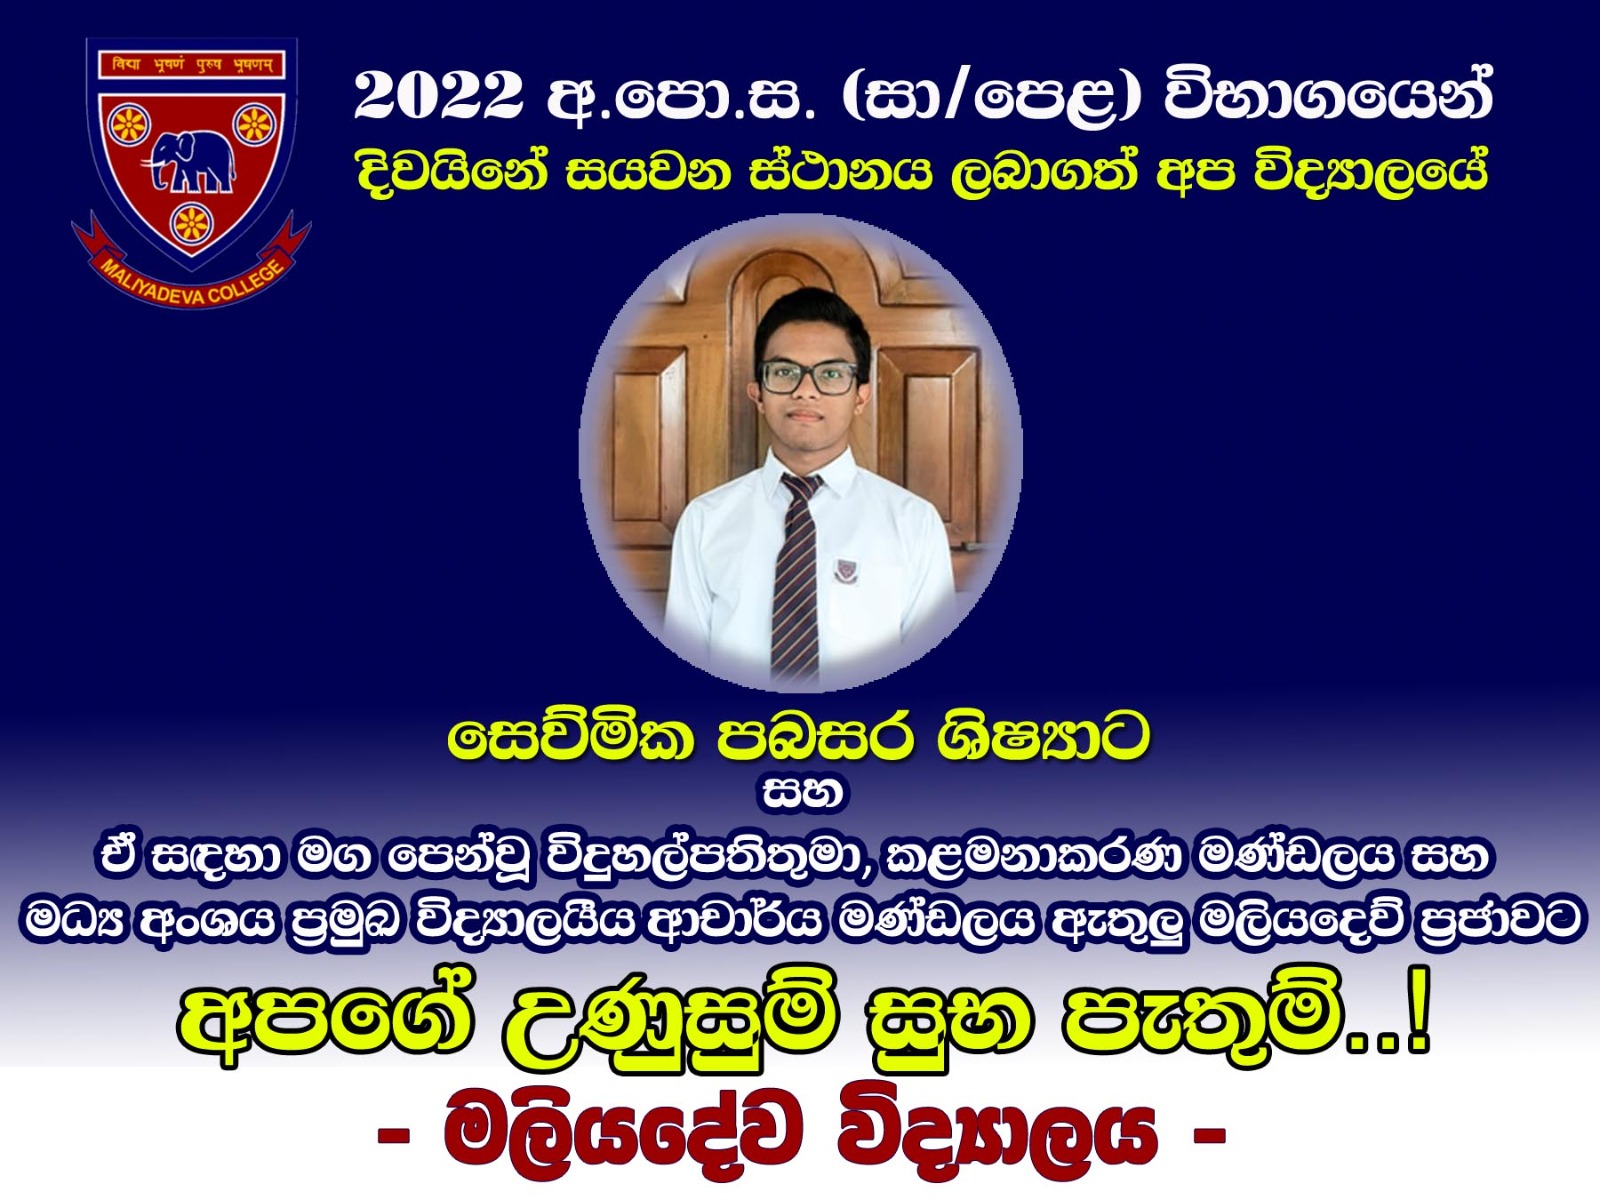 विद्या भूषणं पुरुष भूषणम्
MALIYADEVA COLLEGE
2022 අ.පො.ස. (සා/පෙළ) විභාගයෙන්
දිවයිනේ සයවන ස්ථානය ලබාගත් අප විද්‍යාලයේ
සෙව්මික පබසර ශිෂ්‍යාට
සහ
ඒ සඳහා මග පෙන්වූ විදුහල්පතිතුමා, කළමනාකරණ මණ්ඩලය සහ
මධ්‍ය අංශය ප්‍රමුඛ විද්‍යාලයීය ආචාර්ය මණ්ඩලය ඇතුලු මලියදෙව් ප්‍රජාවට
අපගේ උණුසුම් සුභ පැතුම්..!
- මලියදේව විද්‍යාලය -